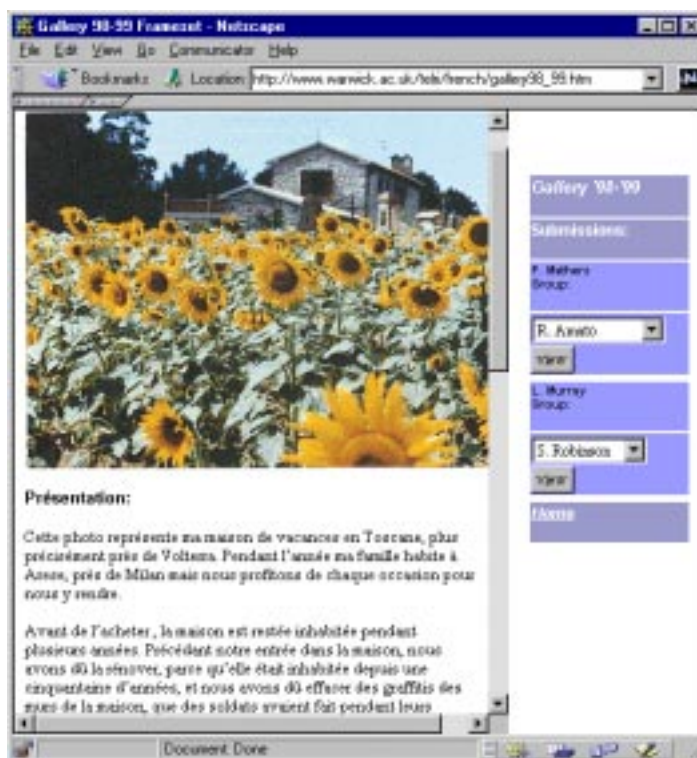 Gallery 98-99 Frameset - Netscape
File Edit View Go Communicator Help
Bookmarks Location: http://www.warwick.ac.uk/tele/french/gallery98_99.htm
Présentation:
Cette photo représente ma maison de vacances en Toscane, plus
précisément près de Volterra. Pendant l'année ma famille habite à
Arese, près de Milan mais nous profitons de chaque occasion pour
nous y rendre.
Avant de l'acheter, la maison est restée inhabitée pendant
plusieurs années. Précédant notre entrée dans la maison, nous
avons dû la rénover, parce qu'elle était inhabitée depuis une
cinquantaine d'années, et nous avons dû effacer des graffitis des
murs de la maison, que des soldats avaient fait pendant leurs
Gallery '98-'99
Submissions:
F. Mathers
Group:
R. Amato
view
L. Murray
Group:
S. Robinson
view
Home
Document: Done